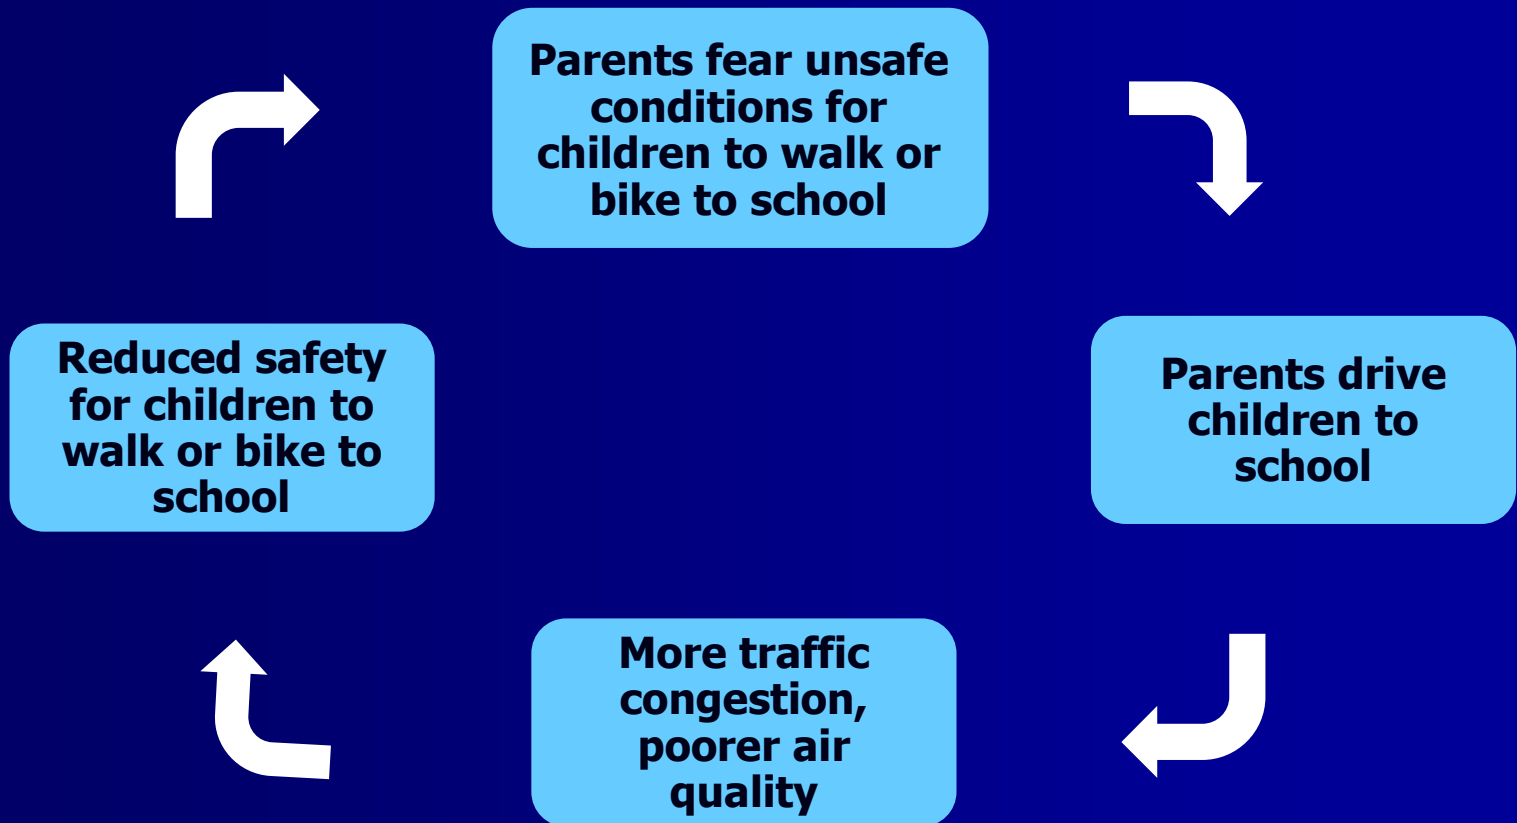 Parents fear unsafe
conditions for
children to walk or
bike to school
Parents drive
children to
school
More traffic
congestion,
poorer air
quality
Reduced safety
for children to
walk or bike to
school